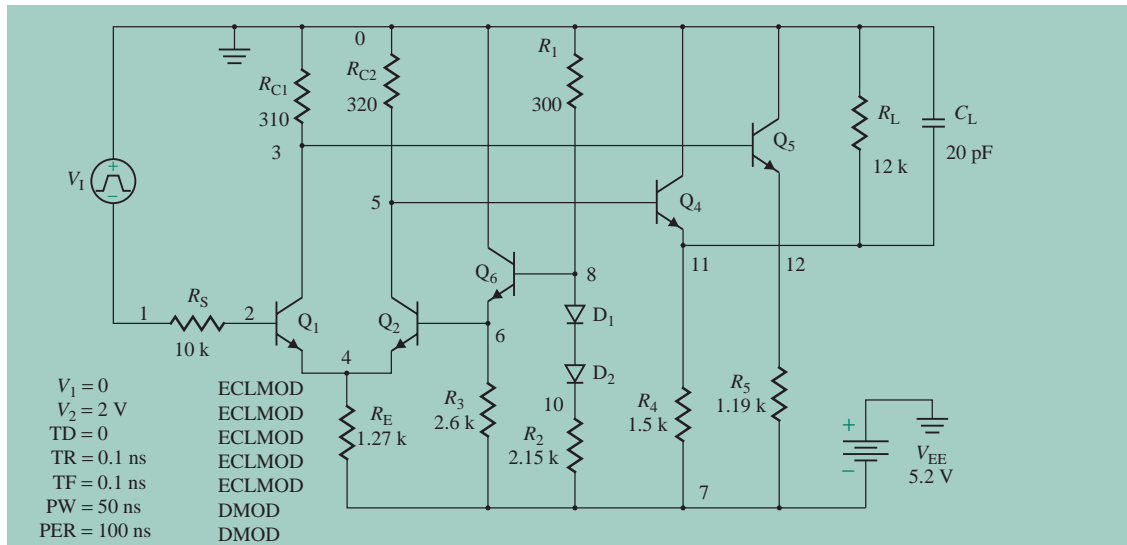 0
R1
300
RC1
310
RC2
320
RL
12 k
CL
20 pF
3
Q5
VI
+
−
5
Q4
Q6
8
11
12
1
RS
10 k
2
Q1
Q2
6
D1
4
D2
10
RE
1.27 k
R3
2.6 k
R2
2.15 k
R4
1.5 k
R5
1.19 k
7
+
−
VEE
5.2 V
V1 = 0 ECLMOD
V2 = 2 V ECLMOD
TD = 0 ECLMOD
TR = 0.1 ns ECLMOD
TF = 0.1 ns ECLMOD
PW = 50 ns DMOD
PER = 100 ns DMOD